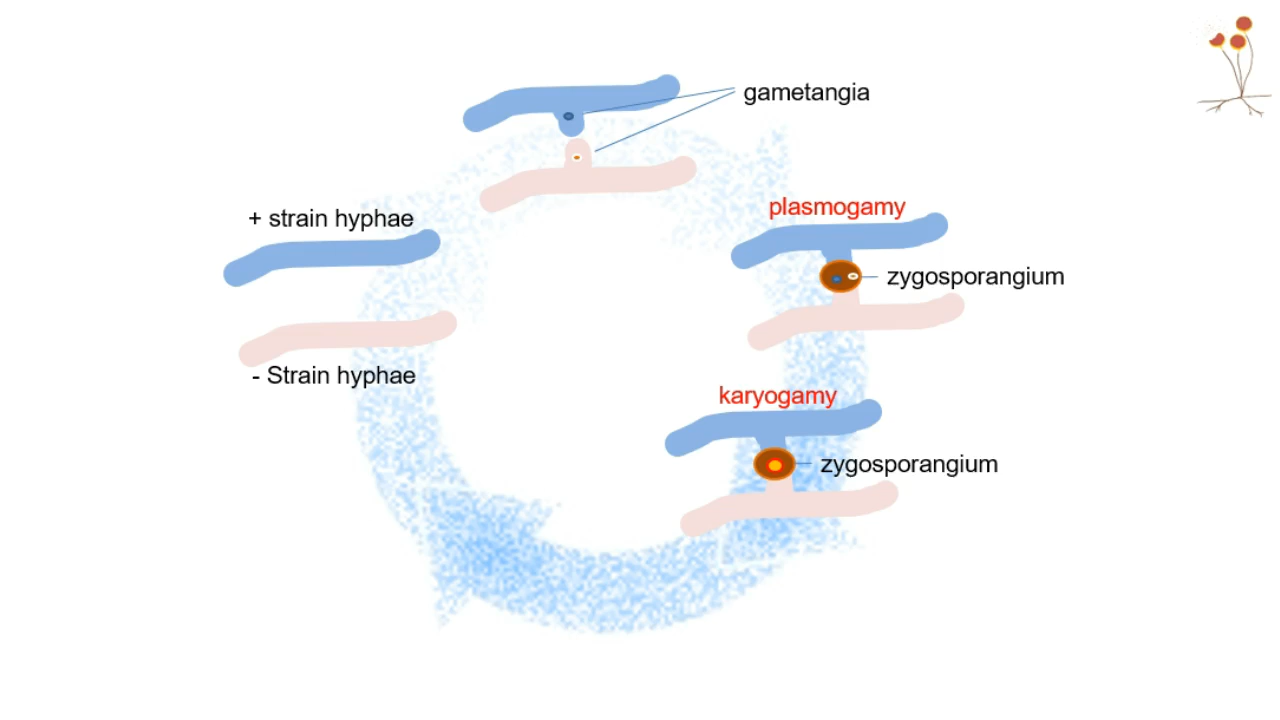 gametangia
+ strain hyphae
plasmogamy
zygosporangium
- Strain hyphae
karyogamy
zygosporangium